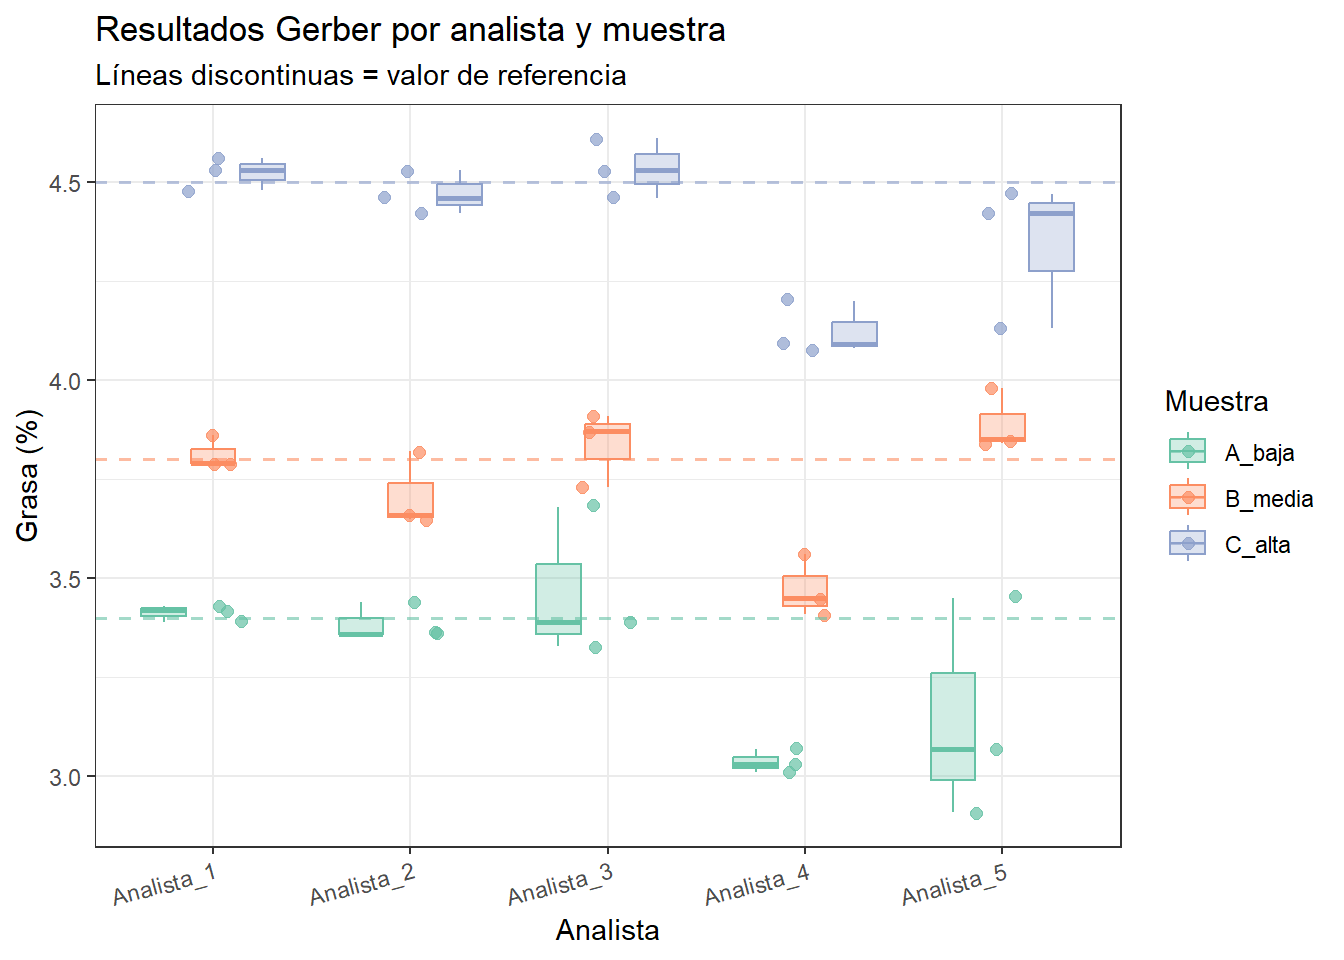 Resultados Gerber por analista y muestra
Líneas discontinuas = valor de referencia
Grasa (%)
4.5
4.0
3.5
3.0
Analista_1
Analista_2
Analista_3
Analista_4
Analista_5
Analista
Muestra
A_baja
B_media
C_alta